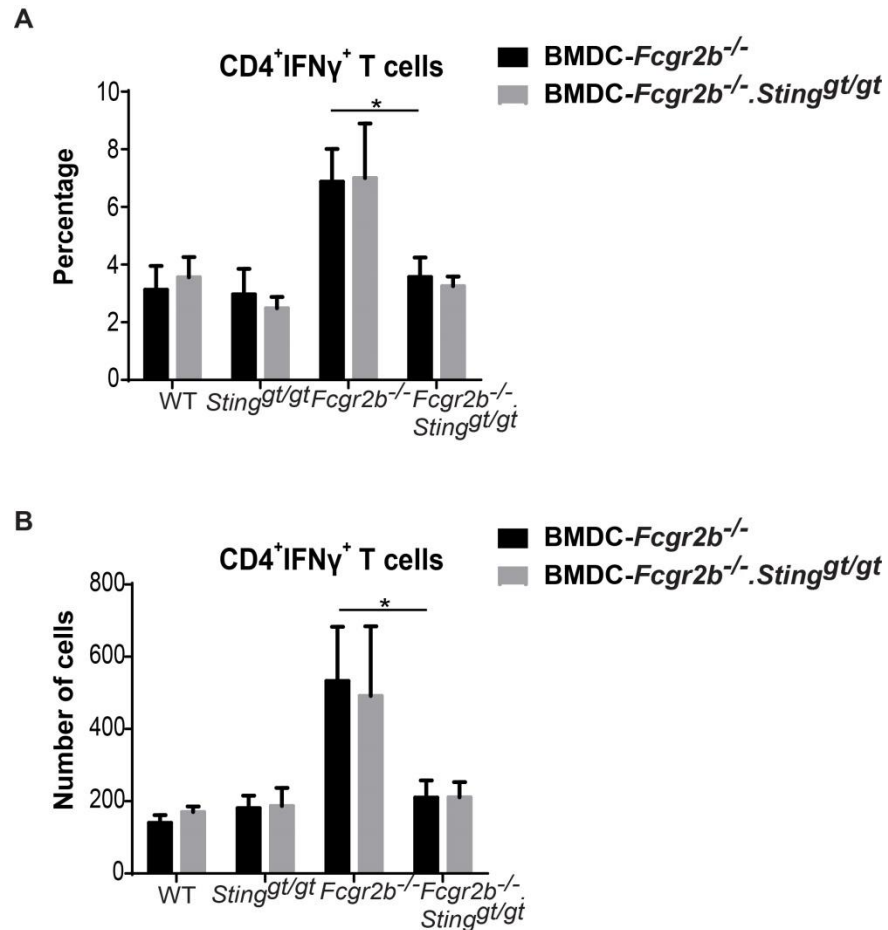 A
CD4⁺IFNγ⁺ T cells
BMDC-Fcgr2b⁻/⁻
BMDC-Fcgr2b⁻/⁻.Stingᵍᵗ/ᵍᵗ
*
Percentage
10
8
6
4
2
0
WT
Stingᵍᵗ/ᵍᵗ
Fcgr2b⁻/⁻
Fcgr2b⁻/⁻.
Stingᵍᵗ/ᵍᵗ
B
CD4⁺IFNγ⁺ T cells
BMDC-Fcgr2b⁻/⁻
BMDC-Fcgr2b⁻/⁻.Stingᵍᵗ/ᵍᵗ
*
Number of cells
800
600
400
200
0
WT
Stingᵍᵗ/ᵍᵗ
Fcgr2b⁻/⁻
Fcgr2b⁻/⁻.
Stingᵍᵗ/ᵍᵗ